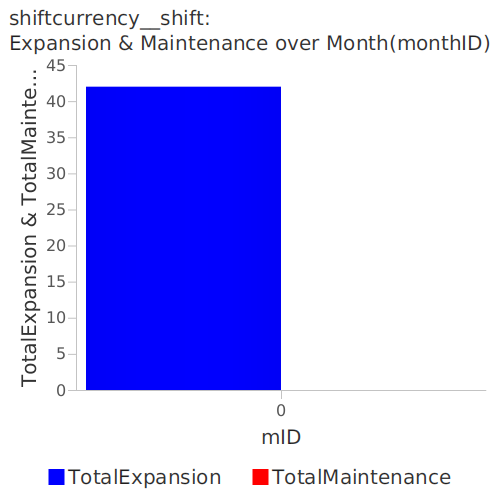 shiftcurrency__shift:
Expansion & Maintenance over Month(monthID)
TotalExpansion & TotalMainte...
45
40
35
30
25
20
15
10
5
0
0
mID
TotalExpansion
TotalMaintenance